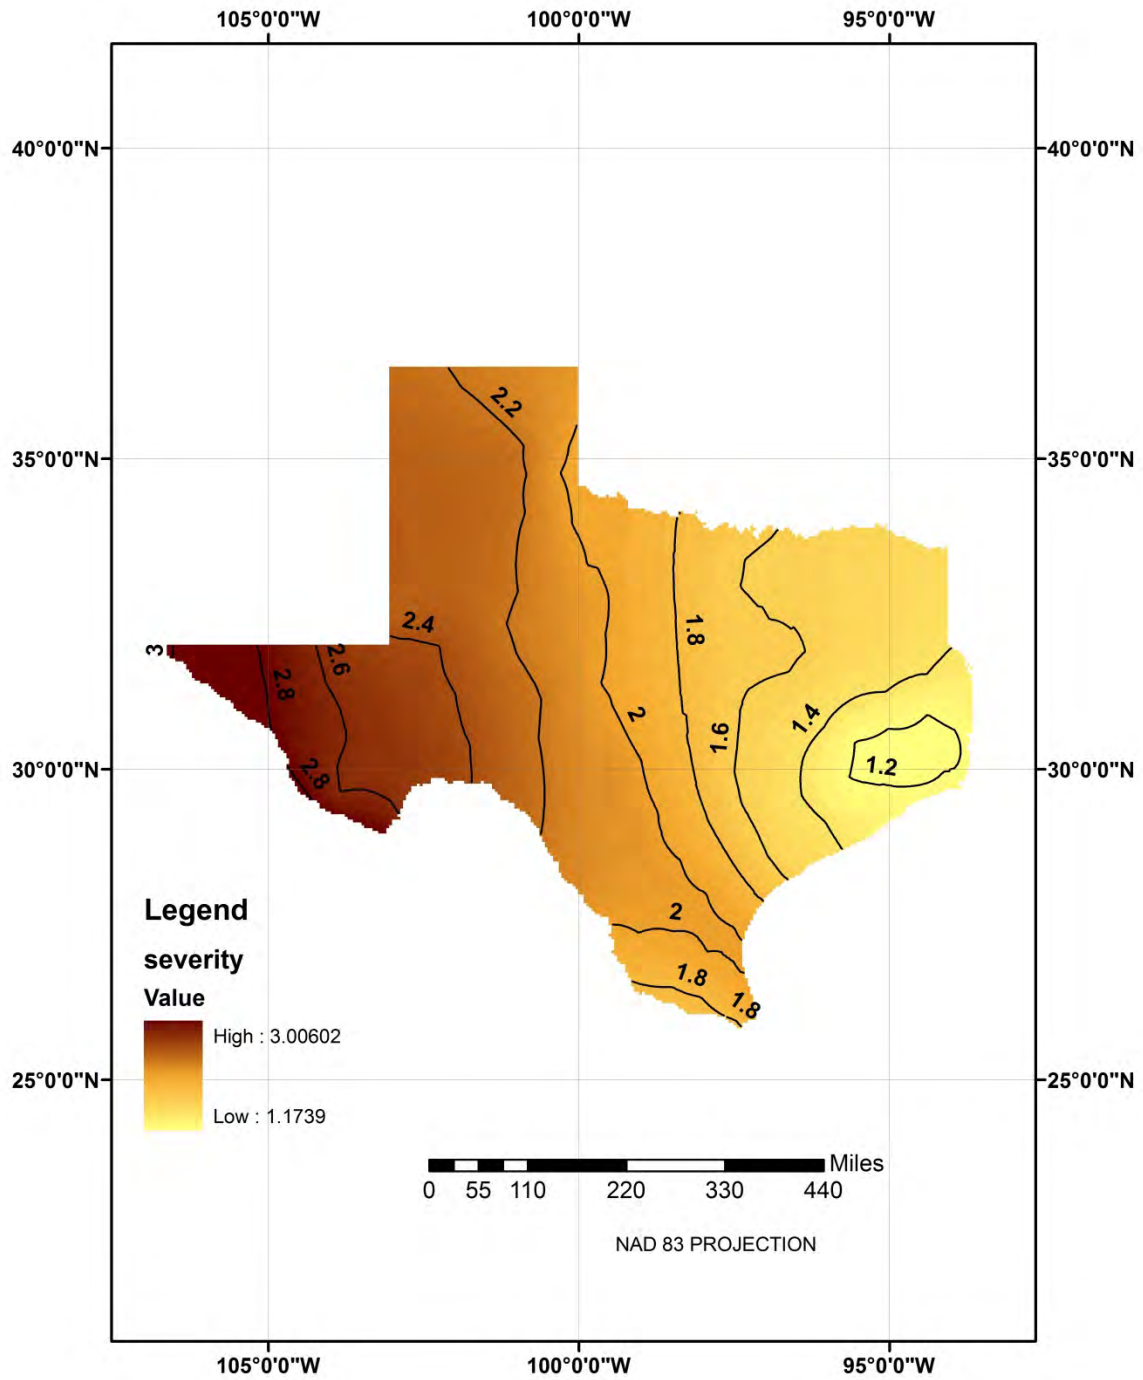 105°0'0"W 100°0'0"W 95°0'0"W
40°0'0"N 40°0'0"N
2.2
35°0'0"N 35°0'0"N
2.4
1.8
3
2.6
2.8
2
1.4
1.6
30°0'0"N 30°0'0"N
2.8
1.2
2
1.8
1.8
Legend
severity
Value
High : 3.00602
Low : 1.1739
25°0'0"N 25°0'0"N
Miles
0 55 110 220 330 440
NAD 83 PROJECTION
105°0'0"W 100°0'0"W 95°0'0"W